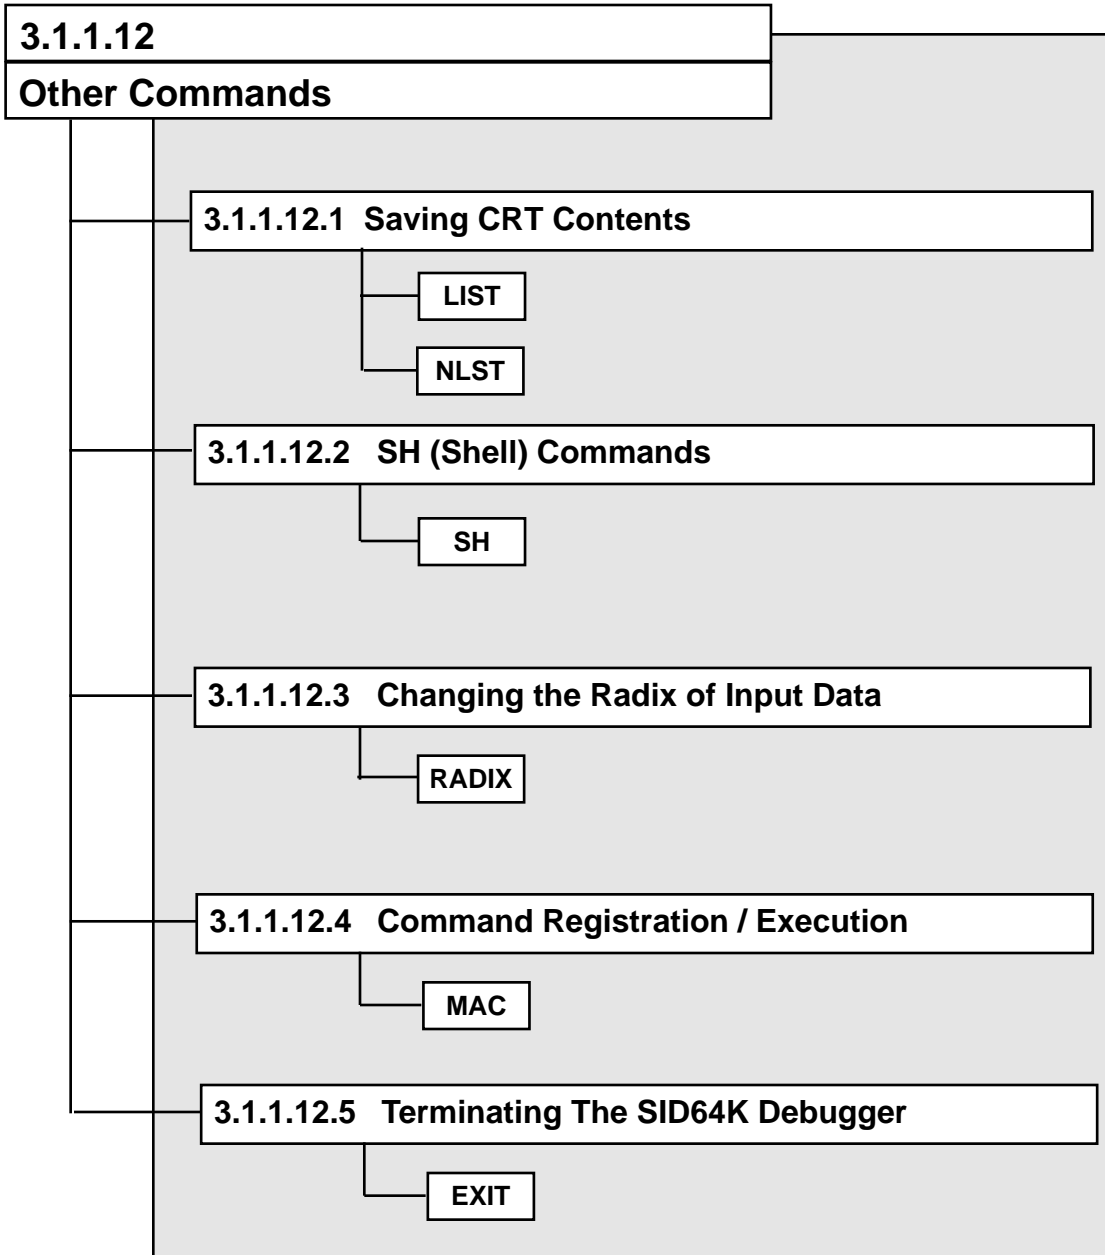 3.1.1.12
Other Commands
3.1.1.12.1 Saving CRT Contents
LIST
NLST
3.1.1.12.2 SH (Shell) Commands
SH
3.1.1.12.3 Changing the Radix of Input Data
RADIX
3.1.1.12.4 Command Registration / Execution
MAC
3.1.1.12.5 Terminating The SID64K Debugger
EXIT